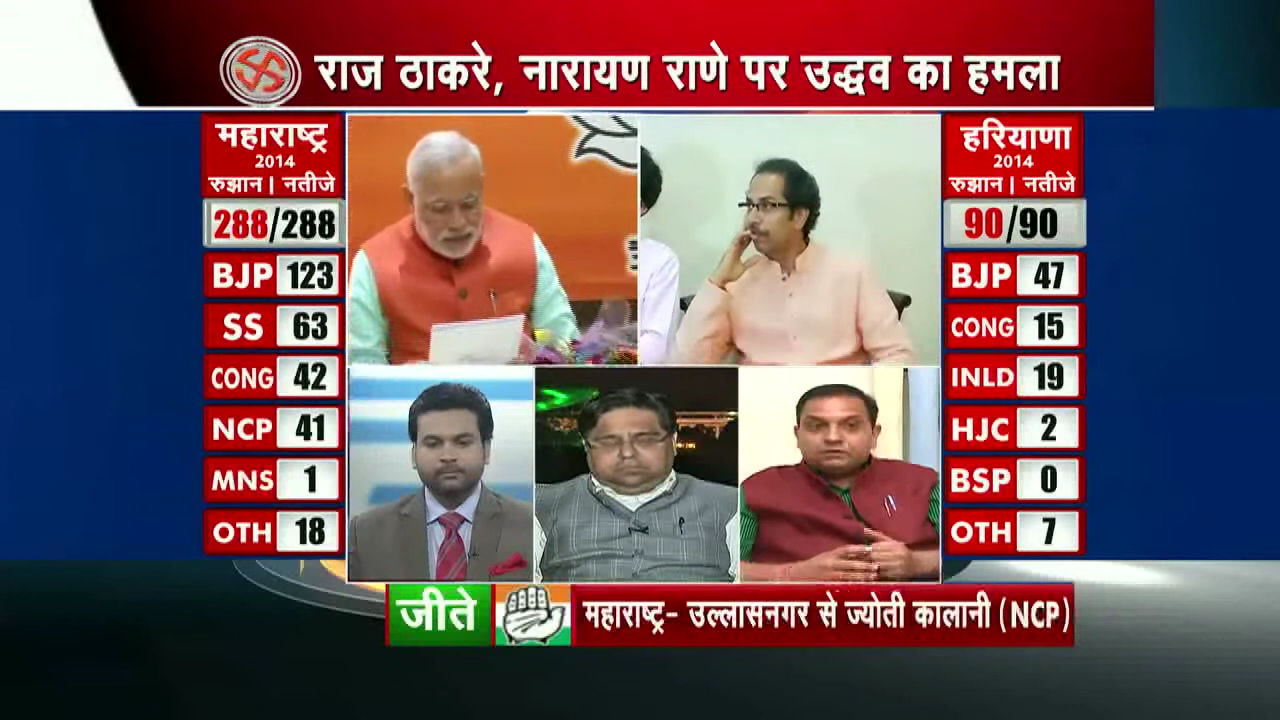 राज ठाकरे, नारायण राणे पर उद्धव का हमला
महाराष्ट्र
2014
रुझान | नतीजे
288/288
BJP 123
SS 63
CONG 42
NCP 41
MNS 1
OTH 18
हरियाणा
2014
रुझान | नतीजे
90/90
BJP 47
CONG 15
INLD 19
HJC 2
BSP 0
OTH 7
जीते
महाराष्ट्र- उल्लासनगर से ज्योती कालानी (NCP)